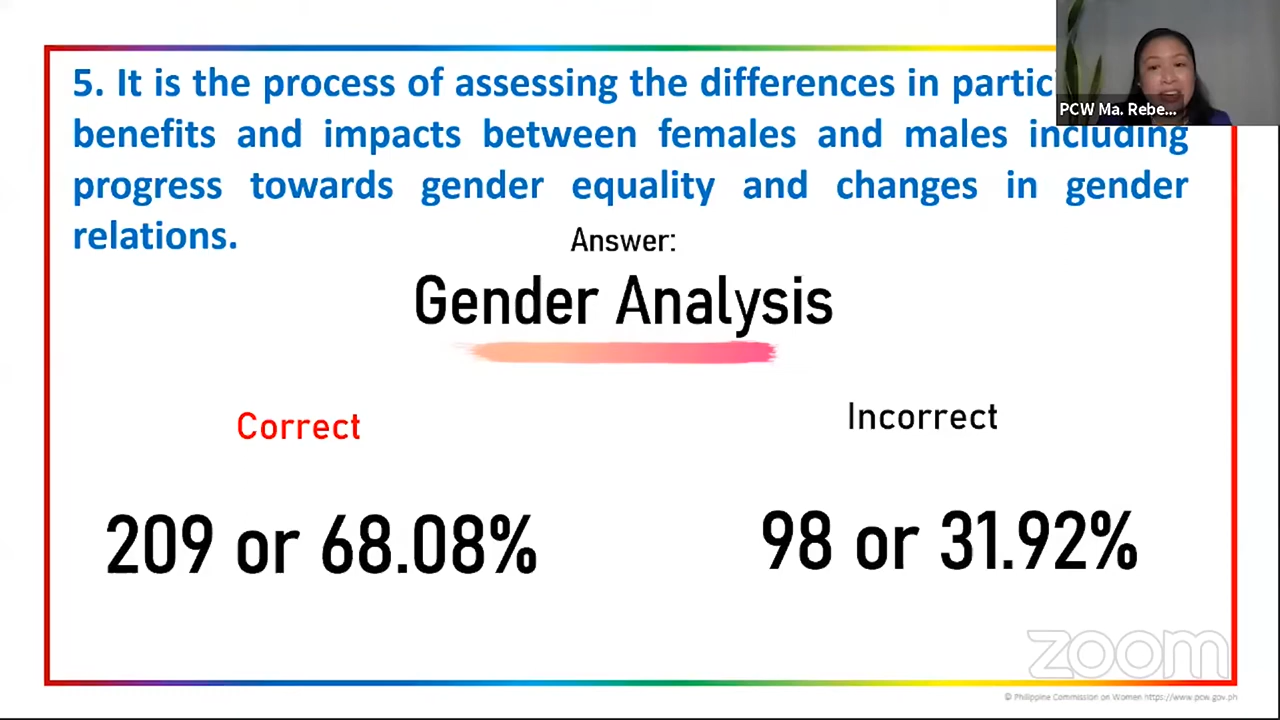 5. It is the process of assessing the differences in
benefits and impacts between females and males including
progress towards gender equality and changes in gender
relations.
Answer:
Gender Analysis
Correct
Incorrect
209 or 68.08%
98 or 31.92%
PCW Ma. Rebe...
zoom
© Philippine Commission on Women https://www.pcw.gov.ph